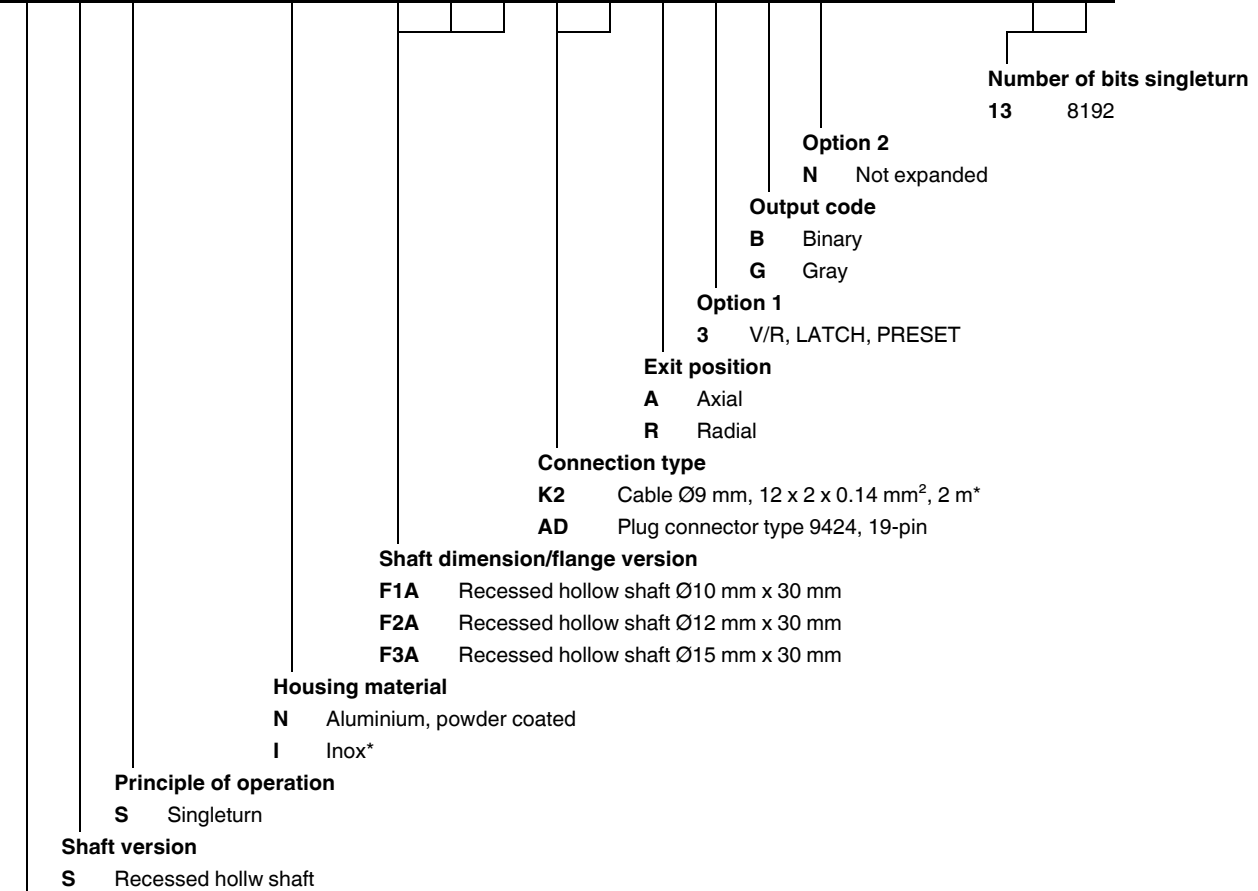 Number of bits singleturn
13 8192
Option 2
N Not expanded
Output code
B Binary
G Gray
Option 1
3 V/R, LATCH, PRESET
Exit position
A Axial
R Radial
Connection type
K2 Cable Ø9 mm, 12 x 2 x 0.14 mm², 2 m*
AD Plug connector type 9424, 19-pin
Shaft dimension/flange version
F1A Recessed hollow shaft Ø10 mm x 30 mm
F2A Recessed hollow shaft Ø12 mm x 30 mm
F3A Recessed hollow shaft Ø15 mm x 30 mm
Housing material
N Aluminium, powder coated
I Inox*
Principle of operation
S Singleturn
Shaft version
S Recessed hollw shaft